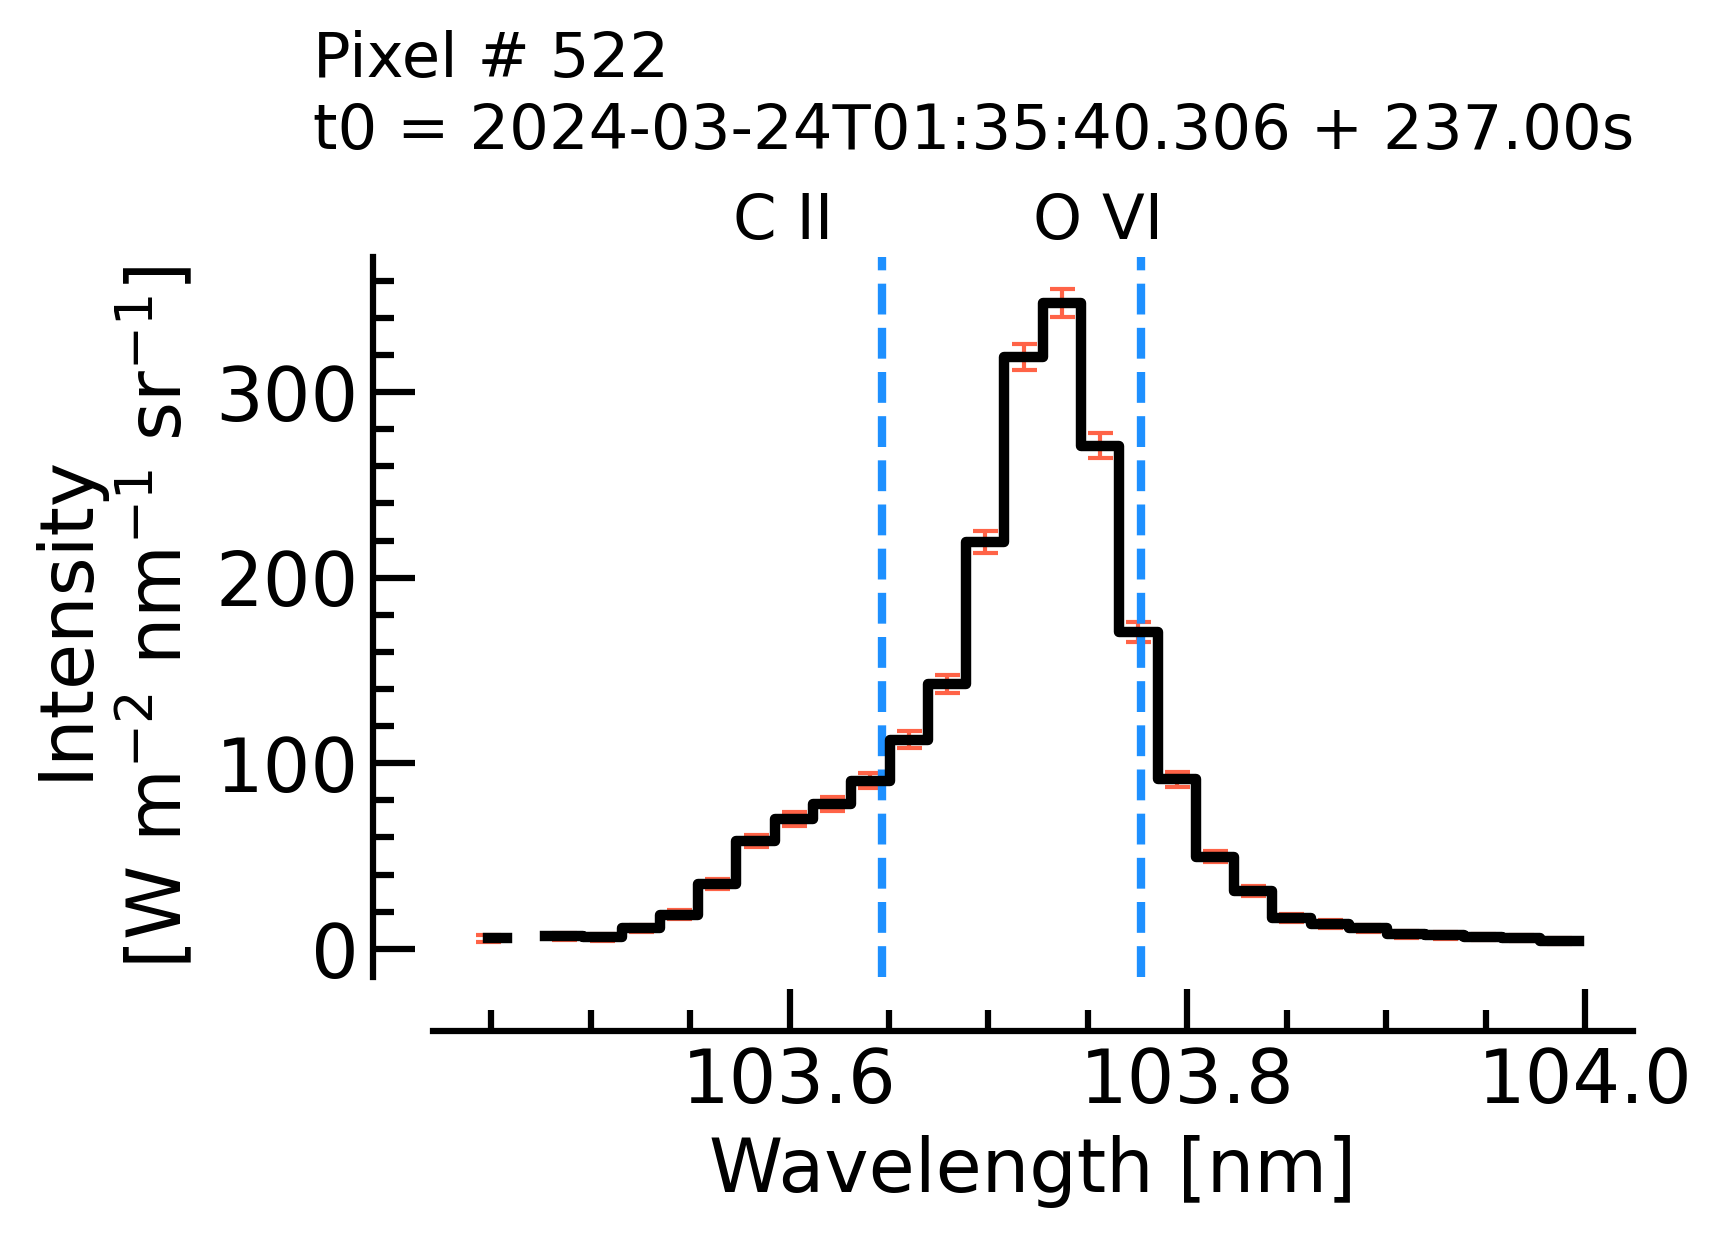 Pixel # 522
t0 = 2024-03-24T01:35:40.306 + 237.00s
C II O VI
Intensity
[W m⁻² nm⁻¹ sr⁻¹]
300
200
100
0
103.6 103.8 104.0
Wavelength [nm]